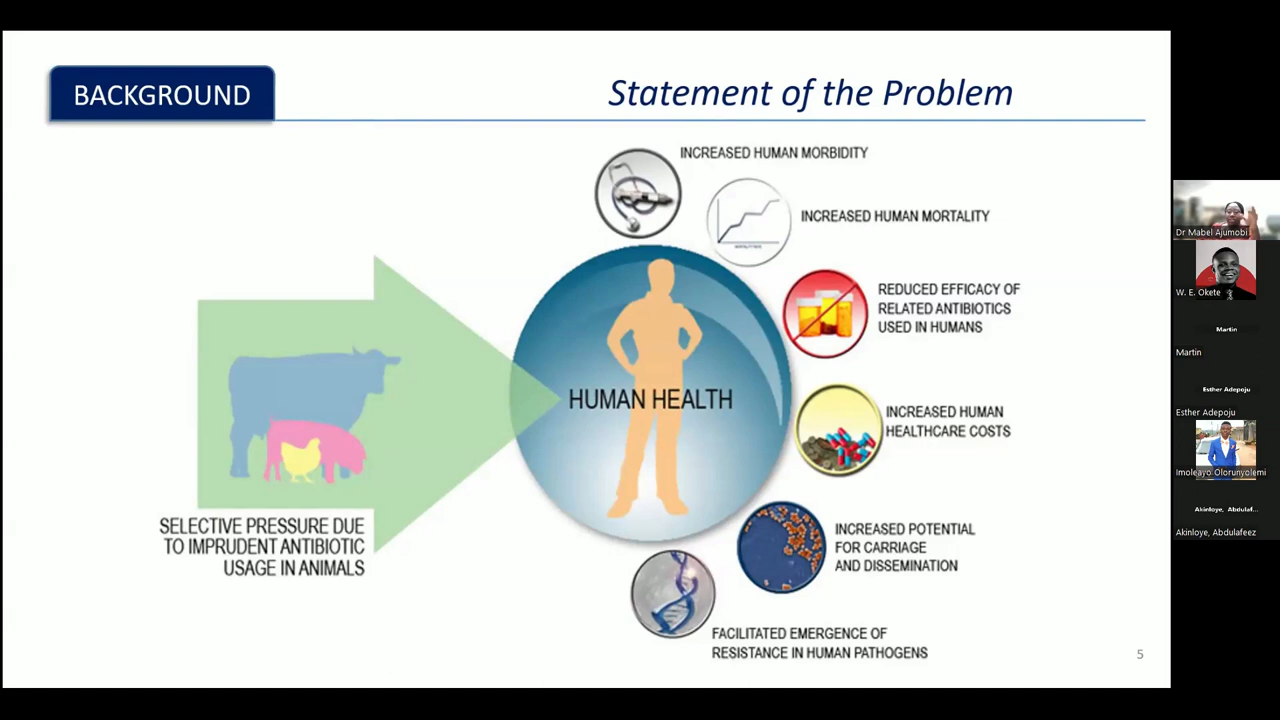 BACKGROUND
Statement of the Problem
INCREASED HUMAN MORBIDITY
INCREASED HUMAN MORTALITY
REDUCED EFFICACY OF
RELATED ANTIBIOTICS
USED IN HUMANS
HUMAN HEALTH
INCREASED HUMAN
HEALTHCARE COSTS
SELECTIVE PRESSURE DUE
TO IMPRUDENT ANTIBIOTIC
USAGE IN ANIMALS
INCREASED POTENTIAL
FOR CARRIAGE
AND DISSEMINATION
FACILITATED EMERGENCE OF
RESISTANCE IN HUMAN PATHOGENS
5
Dr Mabel Ajumobi
W. E. Okete
Martin
Martin
Esther Adepoju
Esther Adepoju
Imoleayo Olorunyolemi
Akinloye, Abdulaf...
Akinloye, Abdulafeez